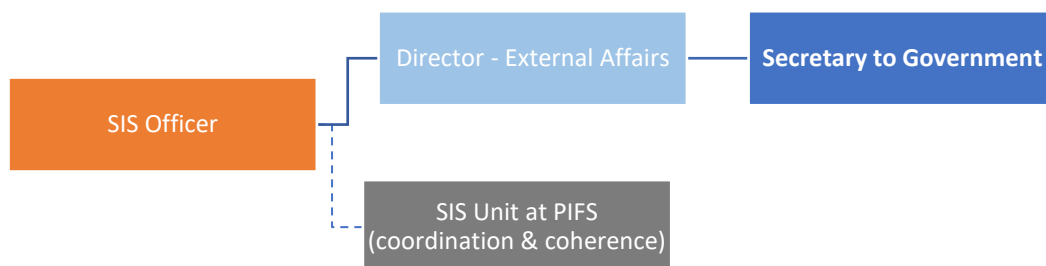 Director - External Affairs
Secretary to Government
SIS Officer
SIS Unit at PIFS
(coordination & coherence)